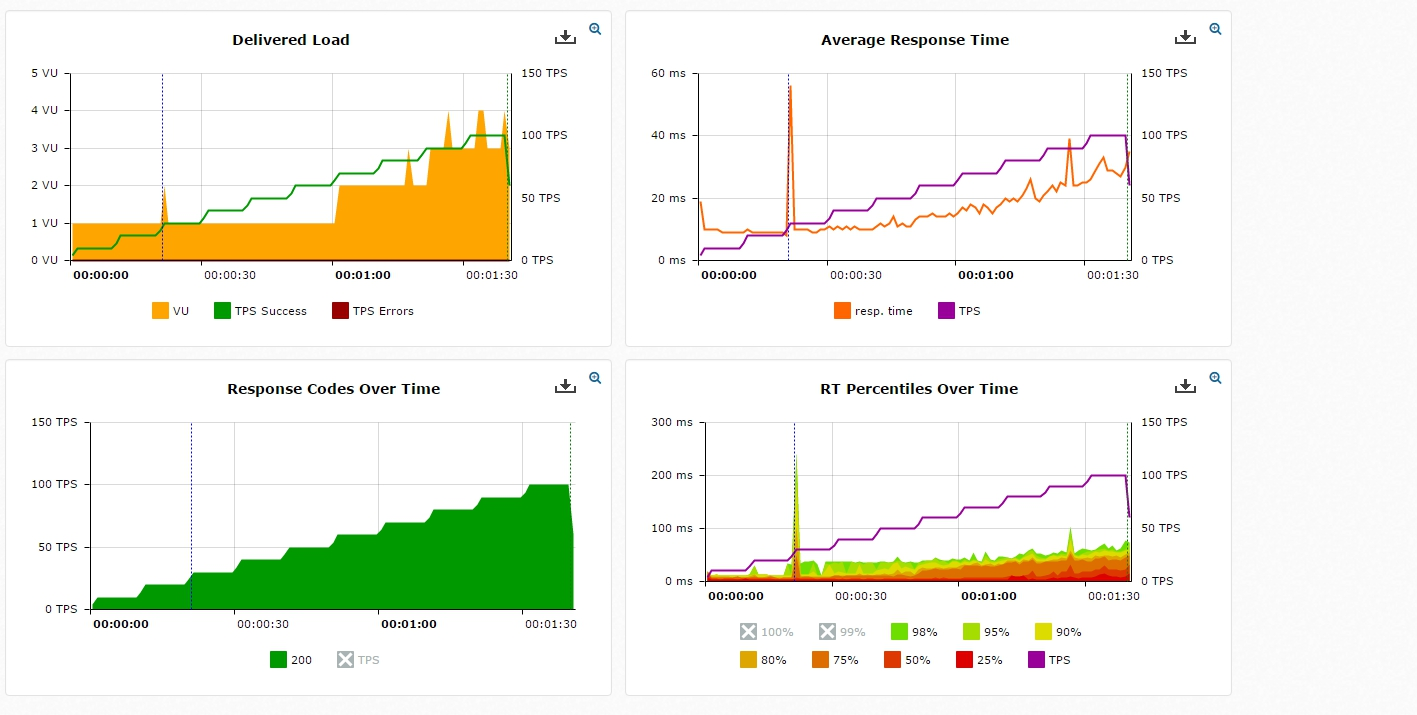 Delivered Load
5 VU
4 VU
3 VU
2 VU
1 VU
0 VU
150 TPS
100 TPS
50 TPS
0 TPS
00:00:00 00:00:30 00:01:00 00:01:30
VU TPS Success TPS Errors
Average Response Time
60 ms
40 ms
20 ms
0 ms
150 TPS
100 TPS
50 TPS
0 TPS
00:00:00 00:00:30 00:01:00 00:01:30
resp. time TPS
Response Codes Over Time
150 TPS
100 TPS
50 TPS
0 TPS
00:00:00 00:00:30 00:01:00 00:01:30
200 TPS
RT Percentiles Over Time
300 ms
200 ms
100 ms
0 ms
150 TPS
100 TPS
50 TPS
0 TPS
00:00:00 00:00:30 00:01:00 00:01:30
100% 99% 98% 95% 90%
80% 75% 50% 25% TPS